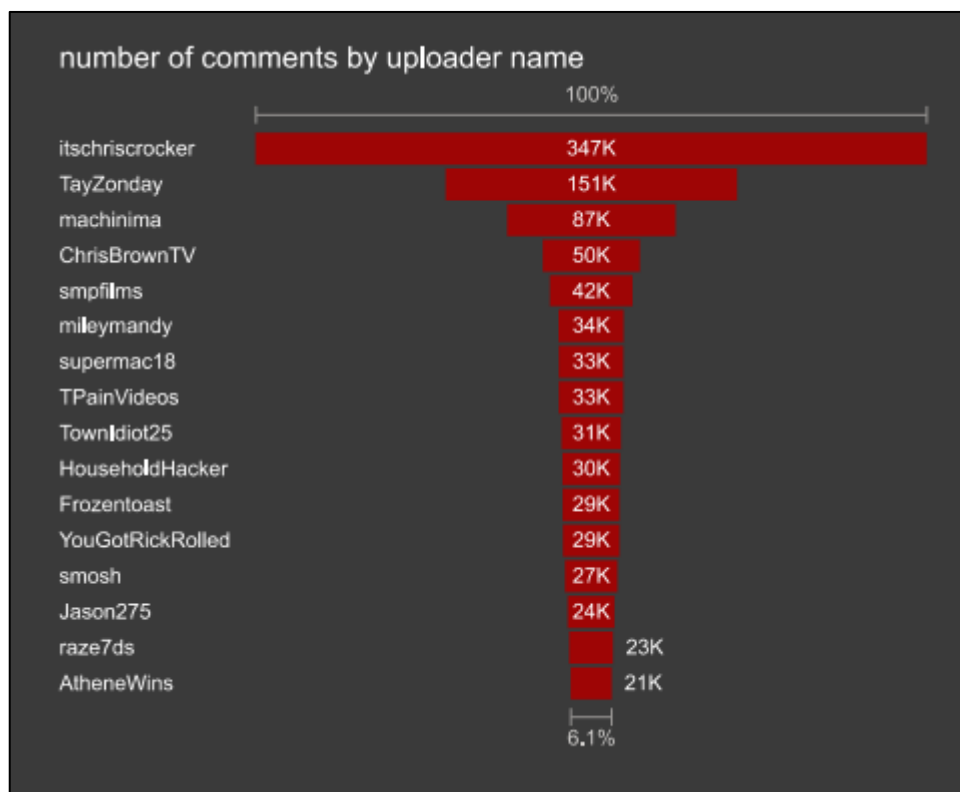 number of comments by uploader name
100%
itschriscrocker 347K
TayZonday 151K
machinima 87K
ChrisBrownTV 50K
smpfilms 42K
mileymandy 34K
supermac18 33K
TPainVideos 33K
TownIdiot25 31K
HouseholdHacker 30K
Frozentoast 29K
YouGotRickRolled 29K
smosh 27K
Jason275 24K
raze7ds 23K
AtheneWins 21K
6.1%